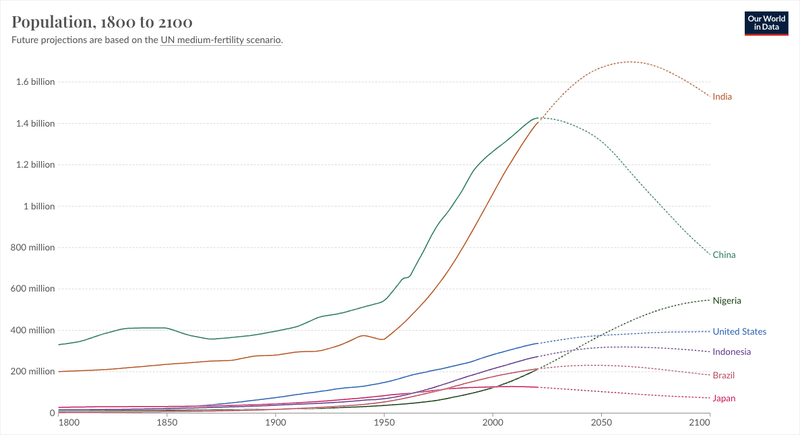 Population, 1800 to 2100
Future projections are based on the UN medium-fertility scenario.
Our World
in Data
1.6 billion
1.4 billion
1.2 billion
1 billion
800 million
600 million
400 million
200 million
0
India
China
Nigeria
United States
Indonesia
Brazil
Japan
1800 1850 1900 1950 2000 2050 2100